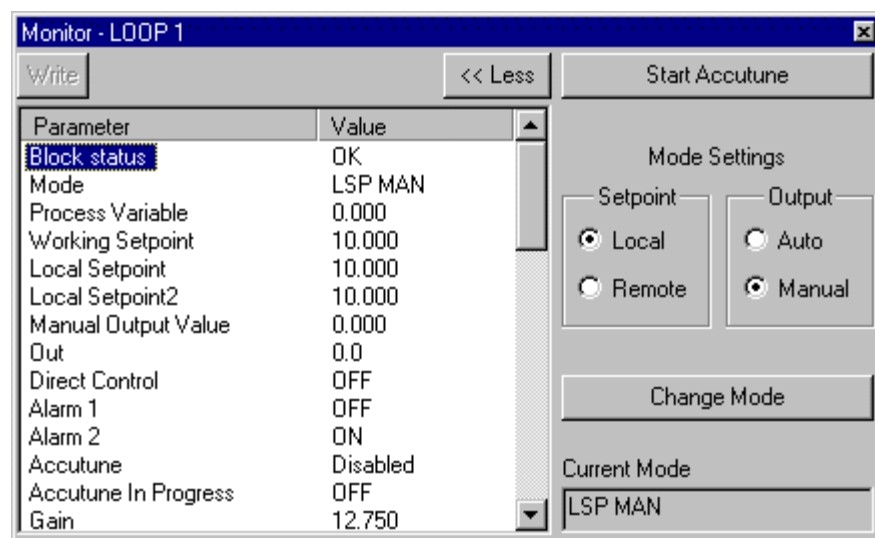 Monitor - LOOP 1
Write
<< Less
Start Accutune
Parameter Value
Block status OK
Mode LSP MAN
Process Variable 0.000
Working Setpoint 10.000
Local Setpoint 10.000
Local Setpoint2 10.000
Manual Output Value 0.000
Out 0.0
Direct Control OFF
Alarm 1 OFF
Alarm 2 ON
Accutune Disabled
Accutune In Progress OFF
Gain 12.750
Mode Settings
Setpoint
Local
Remote
Output
Auto
Manual
Change Mode
Current Mode
LSP MAN